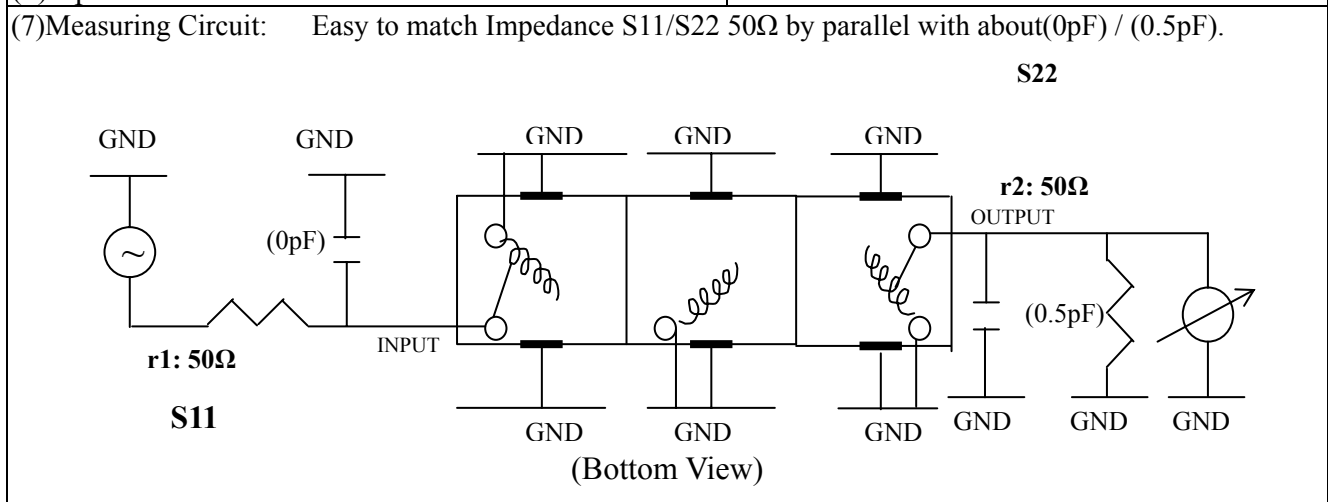 (7)Measuring Circuit: Easy to match Impedance S11/S22 50Ω by parallel with about(0pF) / (0.5pF).
S22
GND GND GND GND GND
r2: 50Ω
OUTPUT
(0pF)
~
(0.5pF)
INPUT
r1: 50Ω
S11
GND GND GND GND GND GND
(Bottom View)